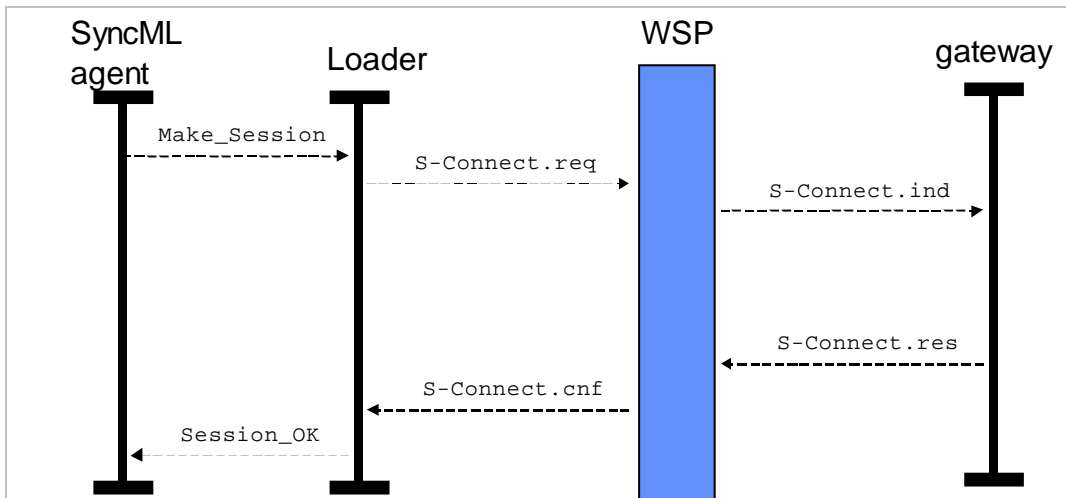 SyncML
agent
Loader
WSP
gateway
Make_Session
S-Connect.req
S-Connect.ind
S-Connect.res
S-Connect.cnf
Session_OK